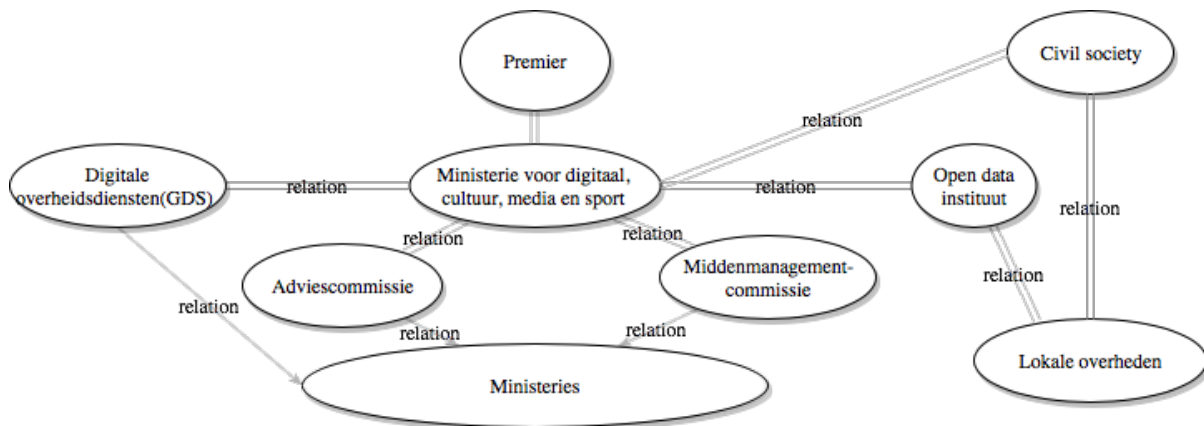 Premier
Civil society
relation
Digitale
overheidsdiensten(GDS)
relation
Ministerie voor digitaal,
cultuur, media en sport
relation
Open data
instituut
relation
relation
relation
Adviescommissie
Middenmanagement-
commissie
relation
relation
relation
relation
Ministeries
Lokale overheden